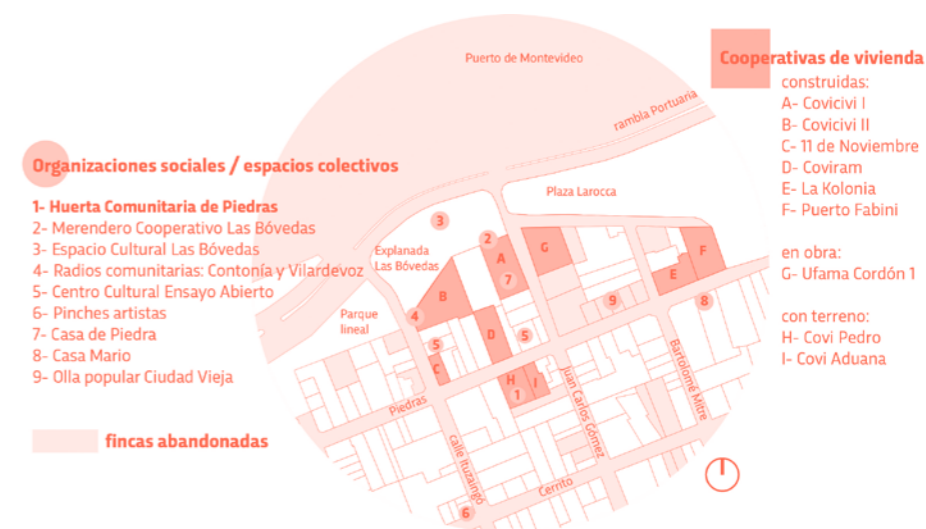 Puerto de Montevideo
rambla Portuaria
Plaza Larocca
Explanada
Las Bóvedas
Parque
lineal
Piedras
calle Ituzaingó
Juan Carlos Gómez
Bartolomé Mitre
Cerrito
3
2
A
7
G
F
E
8
9
B
4
D
5
5
C
H
I
1
6
Organizaciones sociales / espacios colectivos
1- Huerta Comunitaria de Piedras
2- Merendero Cooperativo Las Bóvedas
3- Espacio Cultural Las Bóvedas
4- Radios comunitarias: Contonía y Vilardevoz
5- Centro Cultural Ensayo Abierto
6- Pinches artistas
7- Casa de Piedra
8- Casa Mario
9- Olla popular Ciudad Vieja
fincas abandonadas
Cooperativas de vivienda
construidas:
A- Covicivi I
B- Covicivi II
C- 11 de Noviembre
D- Coviram
E- La Kolonia
F- Puerto Fabini
en obra:
G- Ufama Cordón 1
con terreno:
H- Covi Pedro
I- Covi Aduana